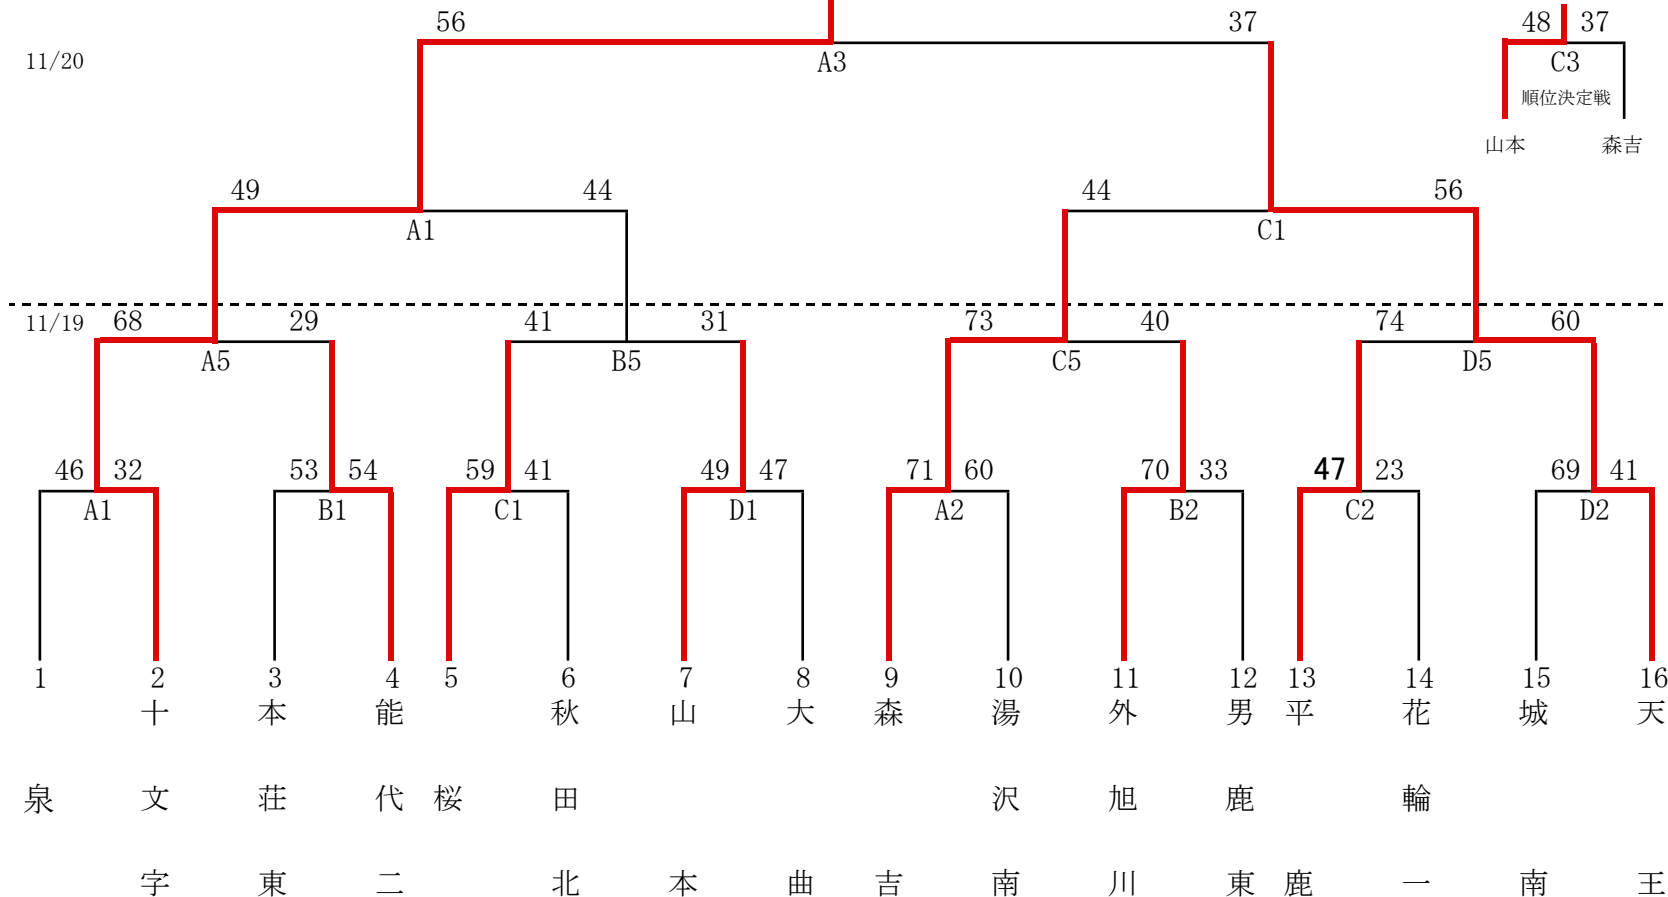 56 37 48 37
11/20 A3 C3
順位決定戦
山本 森吉
49 44 44 56
A1 C1
11/19 68 29 41 31 73 40 74 60
A5 B5 C5 D5
46 32 53 54 59 41 49 47 71 60 70 33 47 23 69 41
A1 B1 C1 D1 A2 B2 C2 D2
1 2 3 4 5 6 7 8 9 10 11 12 13 14 15 16
泉
十文字
本荘東
能代二
桜
秋田北
山本
大曲
森吉
湯沢南
外旭川
男鹿東
平鹿
花輪一
城南
天王